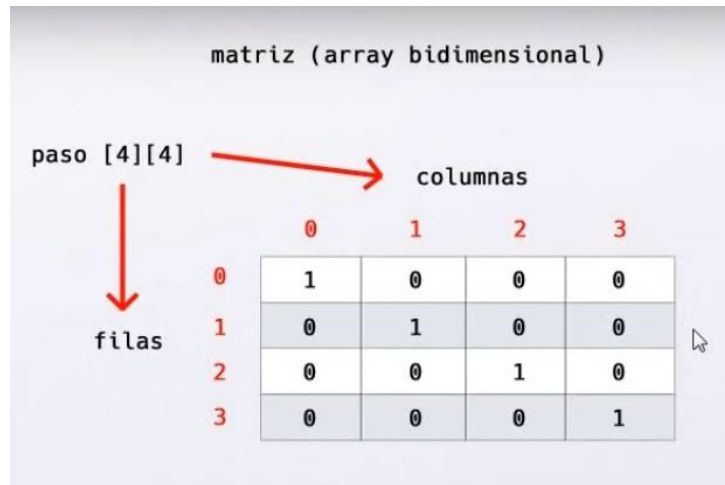 matriz (array bidimensional)
paso [4][4]
columnas
0 1 2 3
0 1 0 0 0
filas
1 0 1 0 0
2 0 0 1 0
3 0 0 0 1